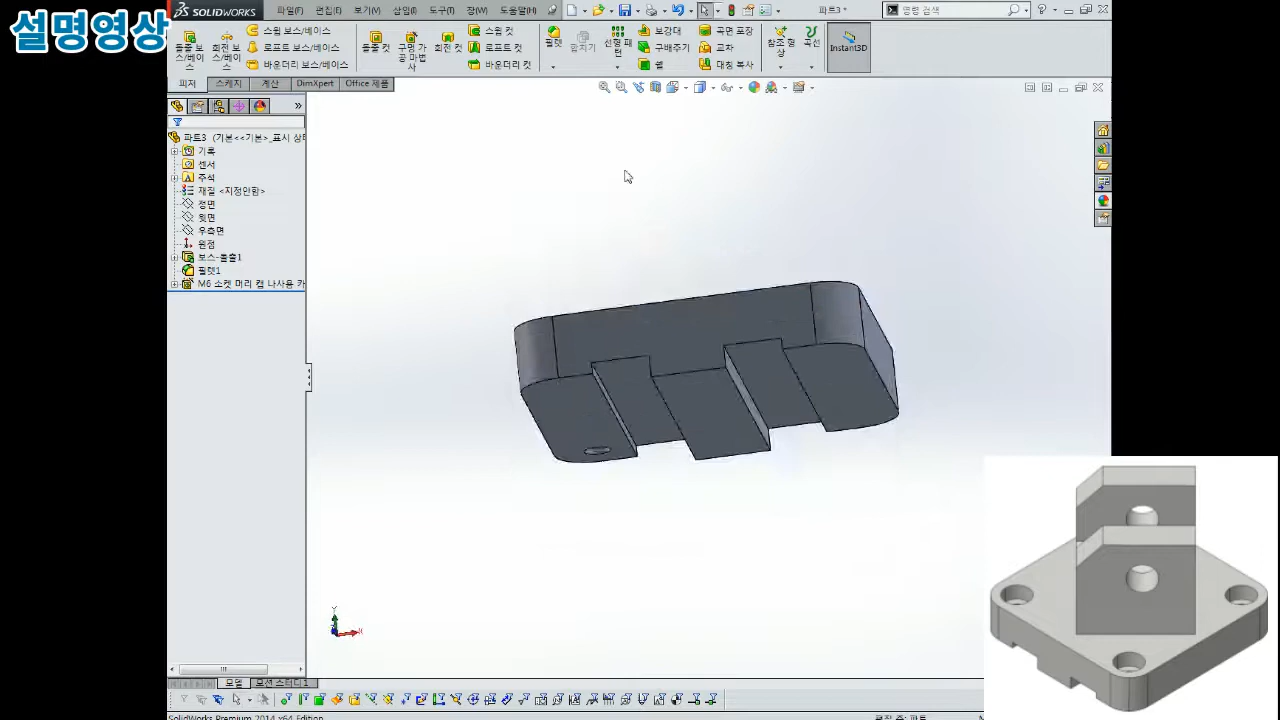 설명영상
SOLIDWORKS
파일(F) 편집(E) 보기(V) 삽입(I) 도구(T) 창(W) 도움말(H)
파트3 *
명령 검색
돌출 보스/베이스
회전 보스/베이스
스윕 보스/베이스
로프트 보스/베이스
바운더리 보스/베이스
돌출 컷
구멍 가공 마법사
회전 컷
스윕 컷
로프트 컷
바운더리 컷
필렛
선형 패턴
보강대
구배주기
쉘
곡면 포장
교차
대칭 복사
참조 형상
곡선
Instant3D
피처 스케치 계산 DimXpert Office 제품
파트3 (기본<<기본>_표시 상태
기록
센서
주석
재질 <지정안함>
정면
윗면
우측면
원점
보스-돌출1
필렛1
M6 소켓 머리 캡 나사용 카
Y
X
모델 모션 스터디 1
SolidWorks Premium 2014 x64 Edition
편집 중: 파트